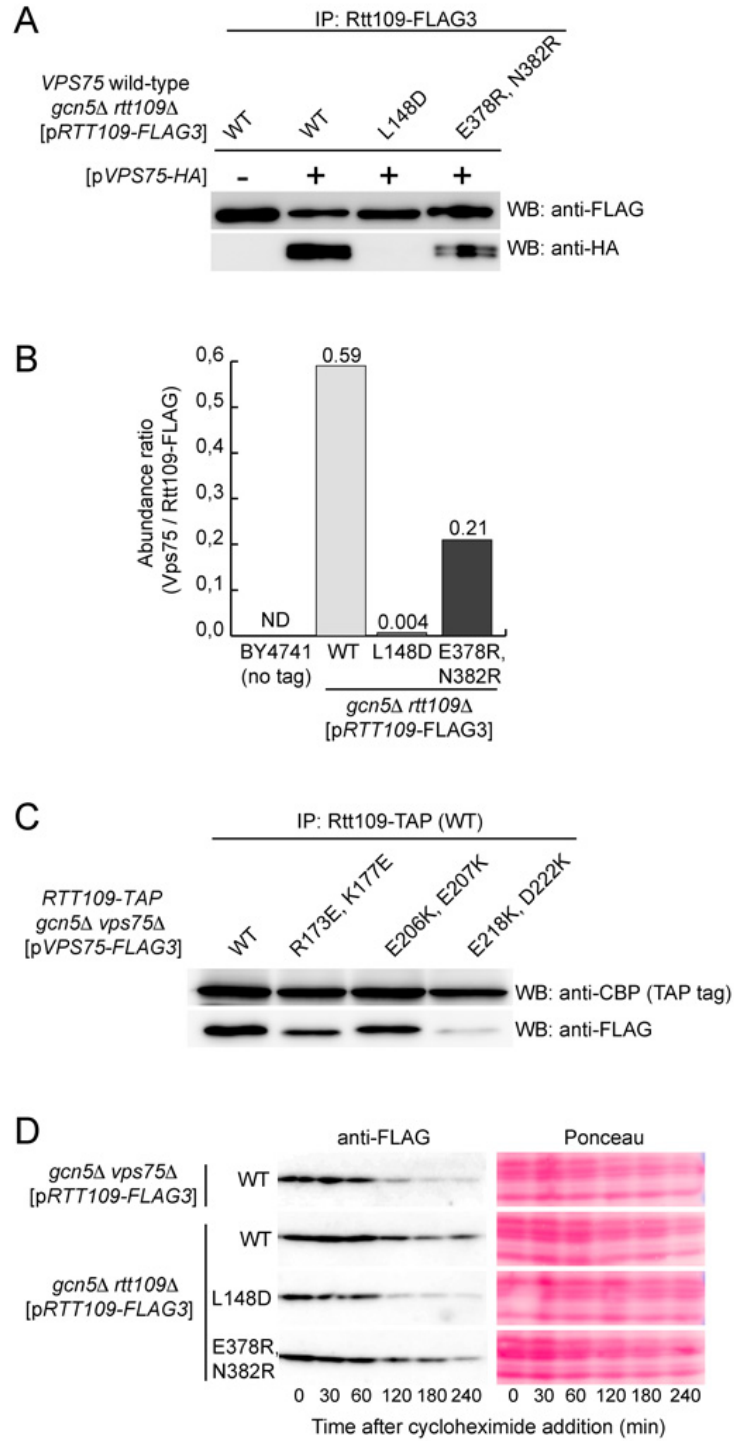 A
IP: Rtt109-FLAG3
VPS75 wild-type
gcn5Δ rtt109Δ
[pRTT109-FLAG3]
WT
WT
L148D
E378R, N382R
[pVPS75-HA]
- + + +
WB: anti-FLAG
WB: anti-HA
B
Abundance ratio
(Vps75 / Rtt109-FLAG)
0,6
0,5
0,4
0,3
0,2
0,1
0,0
ND
0.59
0.004
0.21
BY4741 WT L148D E378R,
(no tag) N382R
gcn5Δ rtt109Δ
[pRTT109-FLAG3]
C
IP: Rtt109-TAP (WT)
RTT109-TAP
gcn5Δ vps75Δ
[pVPS75-FLAG3]
WT
R173E, K177E
E206K, E207K
E218K, D222K
WB: anti-CBP (TAP tag)
WB: anti-FLAG
D
anti-FLAG Ponceau
gcn5Δ vps75Δ
[pRTT109-FLAG3]
WT
gcn5Δ rtt109Δ
[pRTT109-FLAG3]
WT
L148D
E378R,
N382R
0 30 60 120 180 240 0 30 60 120 180 240
Time after cycloheximide addition (min)